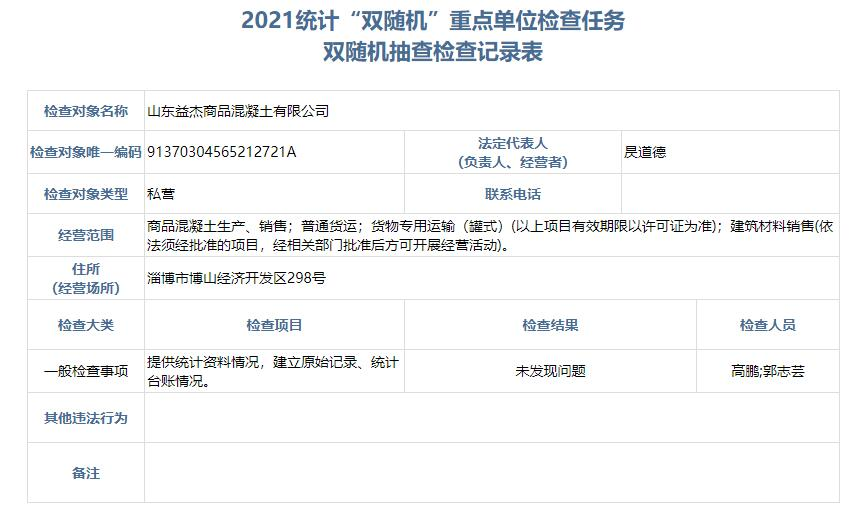 2021统计“双随机”重点单位检查任务
双随机抽查检查记录表
检查对象名称 山东益杰商品混凝土有限公司
检查对象唯一编码 91370304565212721A 法定代表人
(负责人、经营者) 昃道德
检查对象类型 私营 联系电话
经营范围 商品混凝土生产、销售；普通货运；货物专用运输（罐式）(以上项目有效期限以许可证为准)；建筑材料销售(依
法须经批准的项目，经相关部门批准后方可开展经营活动)。
住所
(经营场所) 淄博市博山经济开发区298号
检查大类 检查项目 检查结果 检查人员
一般检查事项 提供统计资料情况，建立原始记录、统计
台账情况。 未发现问题 高鹏;郭志芸
其他违法行为
备注